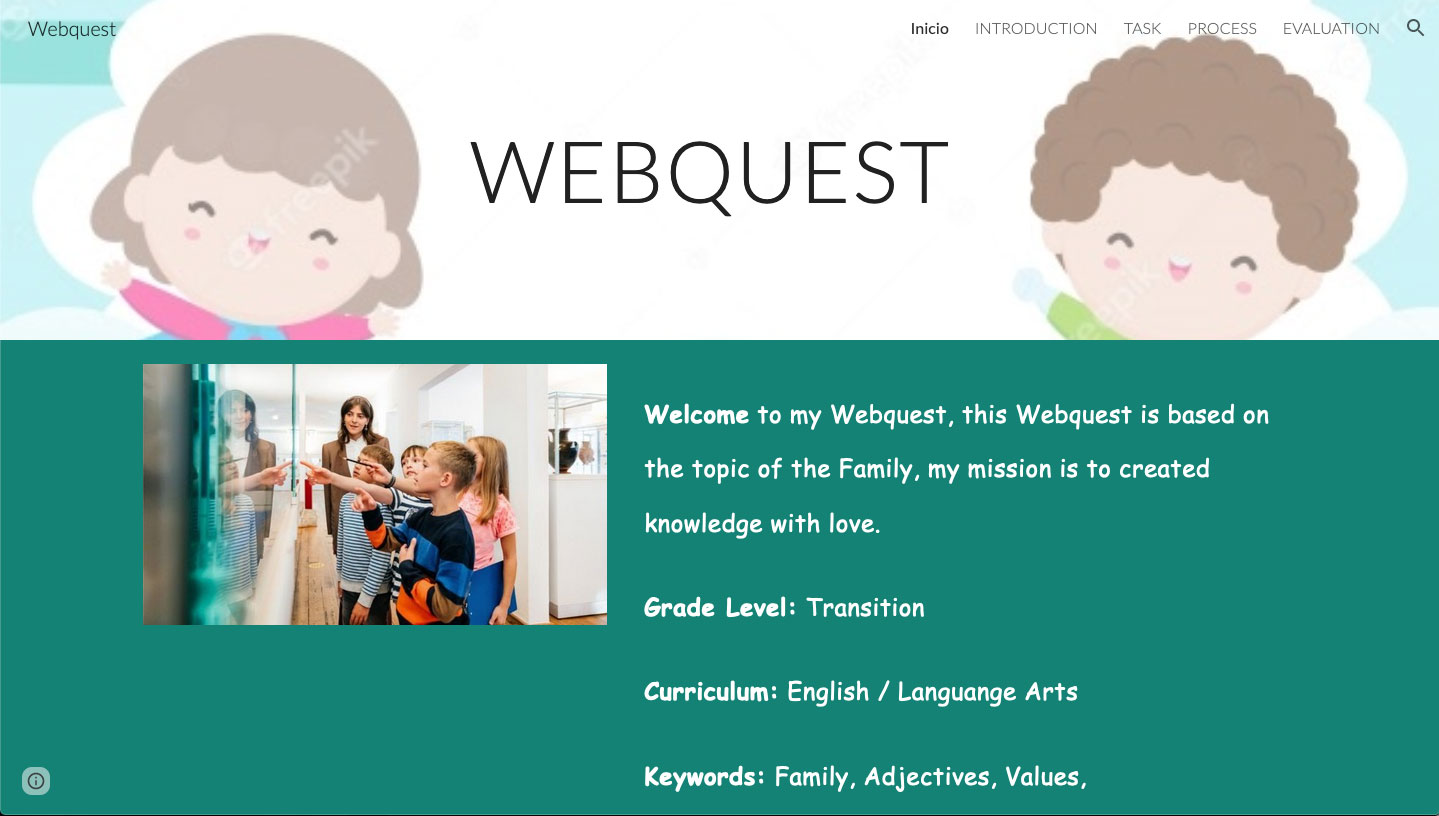 Webquest
Inicio INTRODUCTION TASK PROCESS EVALUATION
freepik
freepik
WEBQUEST
freepik
Welcome to my Webquest, this Webquest is based on
the topic of the Family, my mission is to created
knowledge with love.
Grade Level: Transition
Curriculum: English / Languange Arts
Keywords: Family, Adjectives, Values,